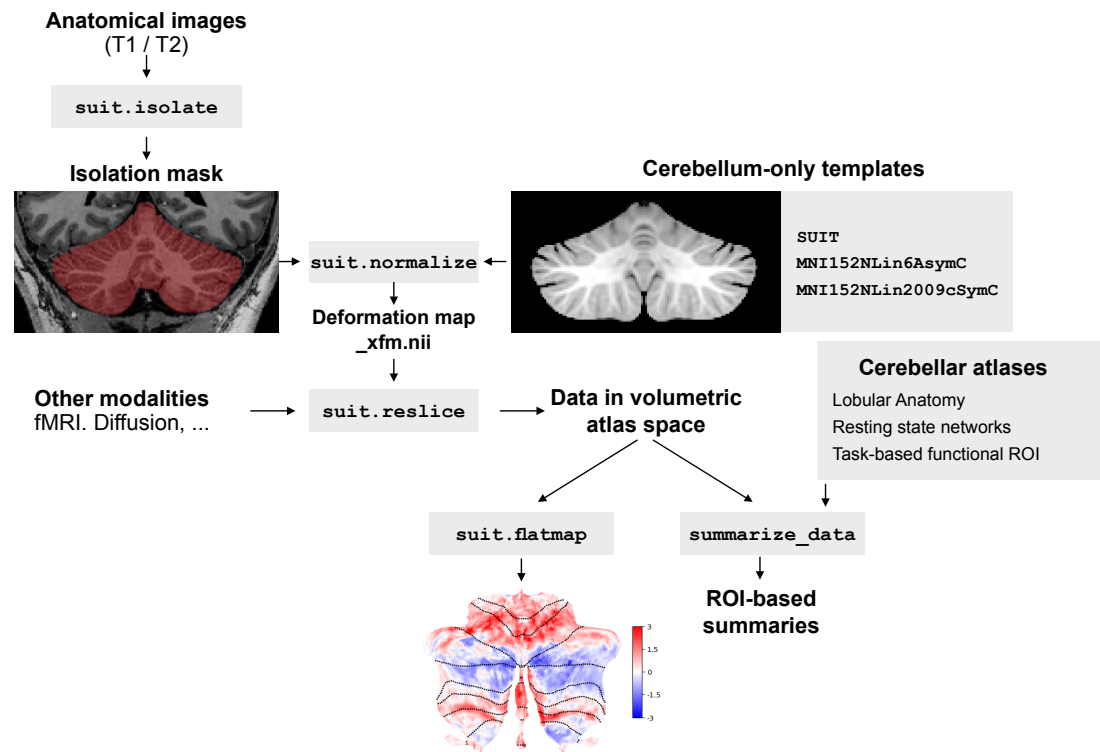 Anatomical images
(T1 / T2)
suit.isolate
Isolation mask
Cerebellum-only templates
SUIT
MNI152NLin6AsymC
MNI152NLin2009cSymC
suit.normalize
Deformation map
_xfm.nii
Other modalities
fMRI. Diffusion, ...
suit.reslice
Data in volumetric
atlas space
Cerebellar atlases
Lobular Anatomy
Resting state networks
Task-based functional ROI
suit.flatmap
summarize_data
ROI-based
summaries
3
1.5
0
-1.5
-3